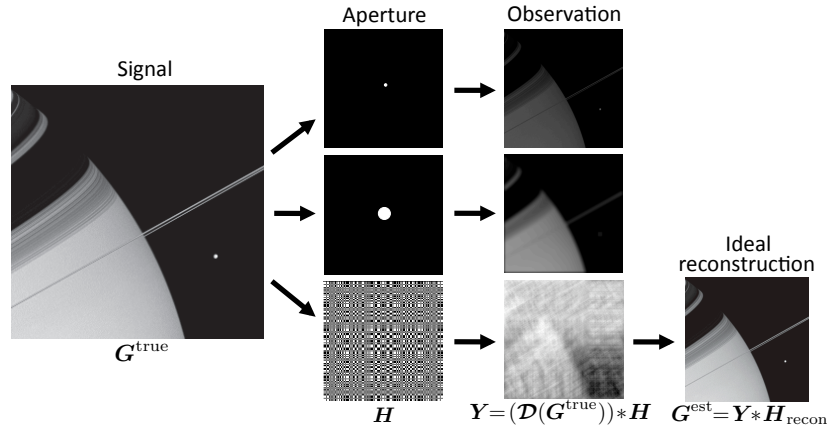 Aperture
Observation
Signal
Ideal
reconstruction
G^true
H
Y=(D(G^true))*H
G^est=Y*H_recon